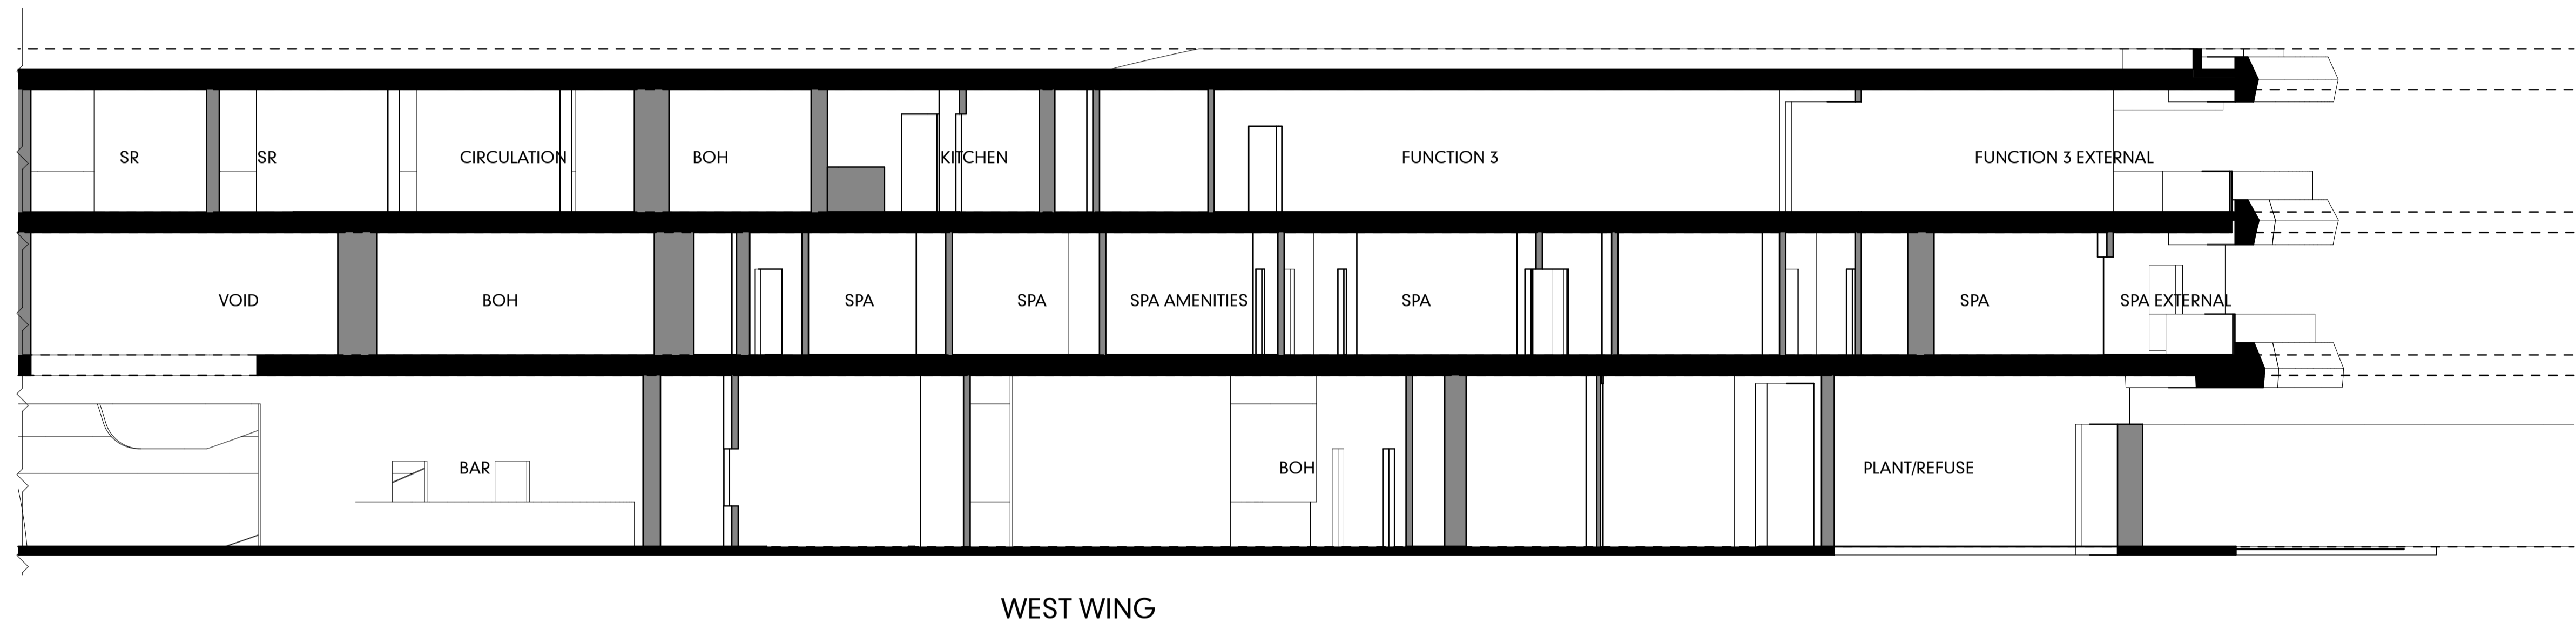 SR SR CIRCULATION BOH KITCHEN FUNCTION 3 FUNCTION 3 EXTERNAL
VOID BOH SPA SPA SPA AMENITIES SPA SPA SPA EXTERNAL
BAR BOH PLANT/REFUSE
WEST WING